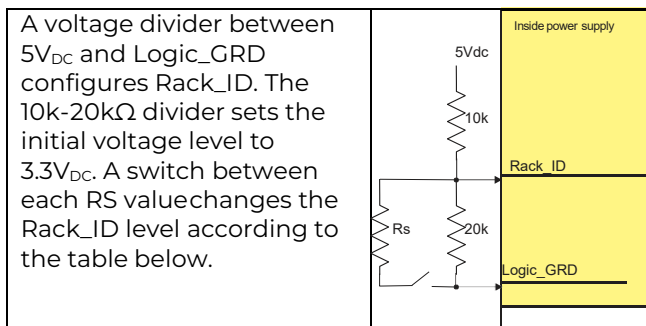 A voltage divider between
5VDC and Logic_GRD
configures Rack_ID. The
10k-20kΩ divider sets the
initial voltage level to
3.3VDC. A switch between
each RS valuechanges the
Rack_ID level according to
the table below.
Inside power supply
5Vdc
10k
Rack_ID
Rs
20k
Logic_GRD